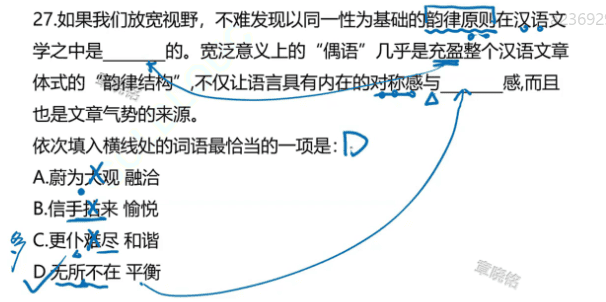 27.如果我们放宽视野，不难发现以同一性为基础的韵律原则在汉语文
学之中是______的。宽泛意义上的“偶语”几乎是充盈整个汉语文章
体式的“韵律结构”,不仅让语言具有内在的对称感与______感,而且
也是文章气势的来源。
依次填入横线处的词语最恰当的一项是：D
A.蔚为大观 融洽
B.信手拈来 愉悦
C.更仆难尽 和谐
多
D.无所不在 平衡
章晓铭
章晓铭